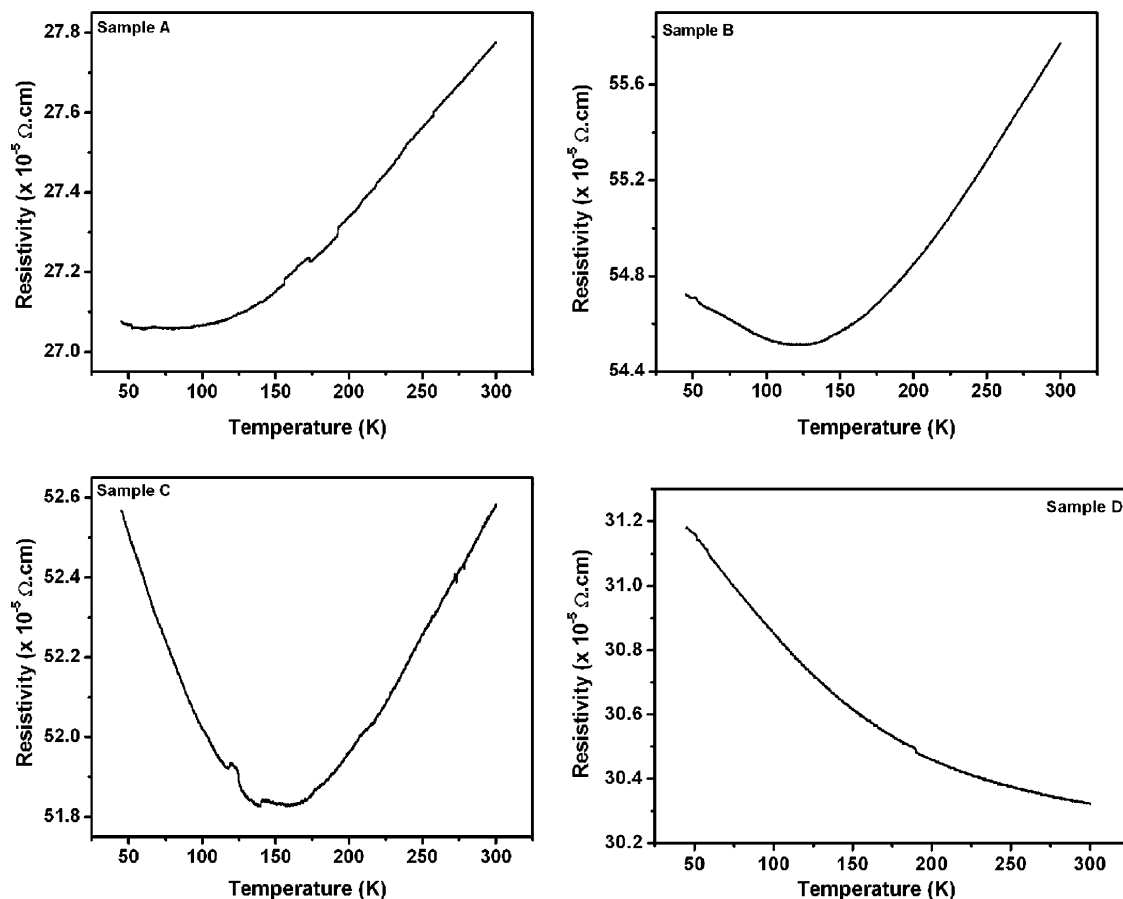 Sample A
27.8
27.6
27.4
27.2
27.0
Resistivity (x 10⁻⁵ Ω.cm)
50 100 150 200 250 300
Temperature (K)
Sample B
55.6
55.2
54.8
54.4
Resistivity (x 10⁻⁵ Ω.cm)
50 100 150 200 250 300
Temperature (K)
Sample C
52.6
52.4
52.2
52.0
51.8
Resistivity (x 10⁻⁵ Ω.cm)
50 100 150 200 250 300
Temperature (K)
Sample D
31.2
31.0
30.8
30.6
30.4
30.2
Resistivity (x 10⁻⁵ Ω.cm)
50 100 150 200 250 300
Temperature (K)